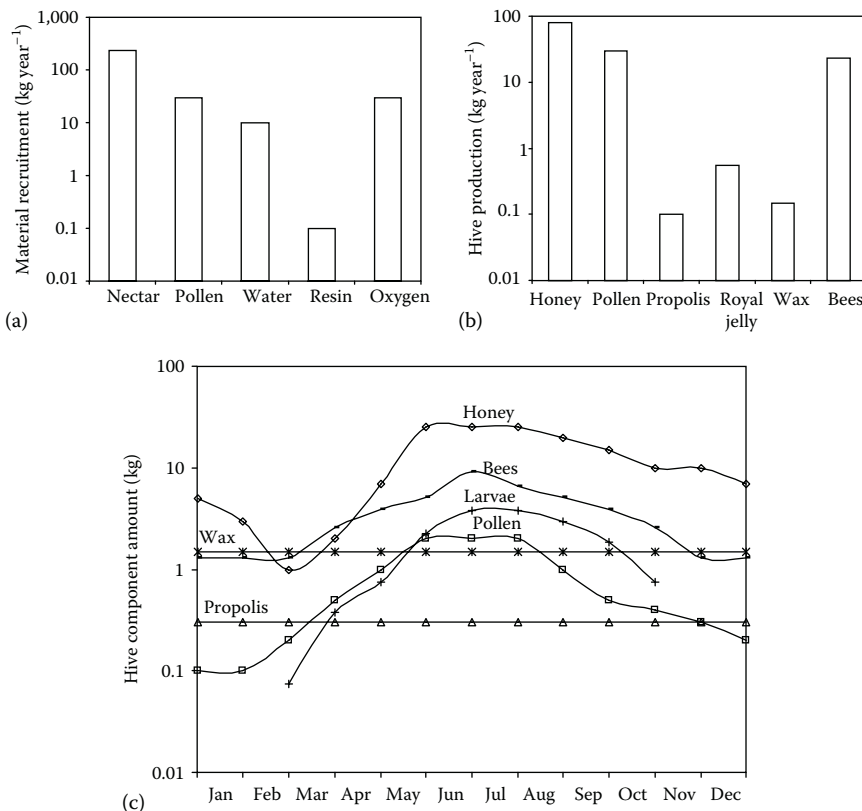 1,000
100
10
1
0.1
0.01
Material recruitment (kg year⁻¹)
Nectar Pollen Water Resin Oxygen
(a)
100
10
1
0.1
0.01
Hive production (kg year⁻¹)
Honey Pollen Propolis Royal jelly Wax Bees
(b)
100
10
1
0.1
0.01
Hive component amount (kg)
Honey
Bees
Larvae
Pollen
Wax
Propolis
Jan Feb Mar Apr May Jun Jul Aug Sep Oct Nov Dec
(c)